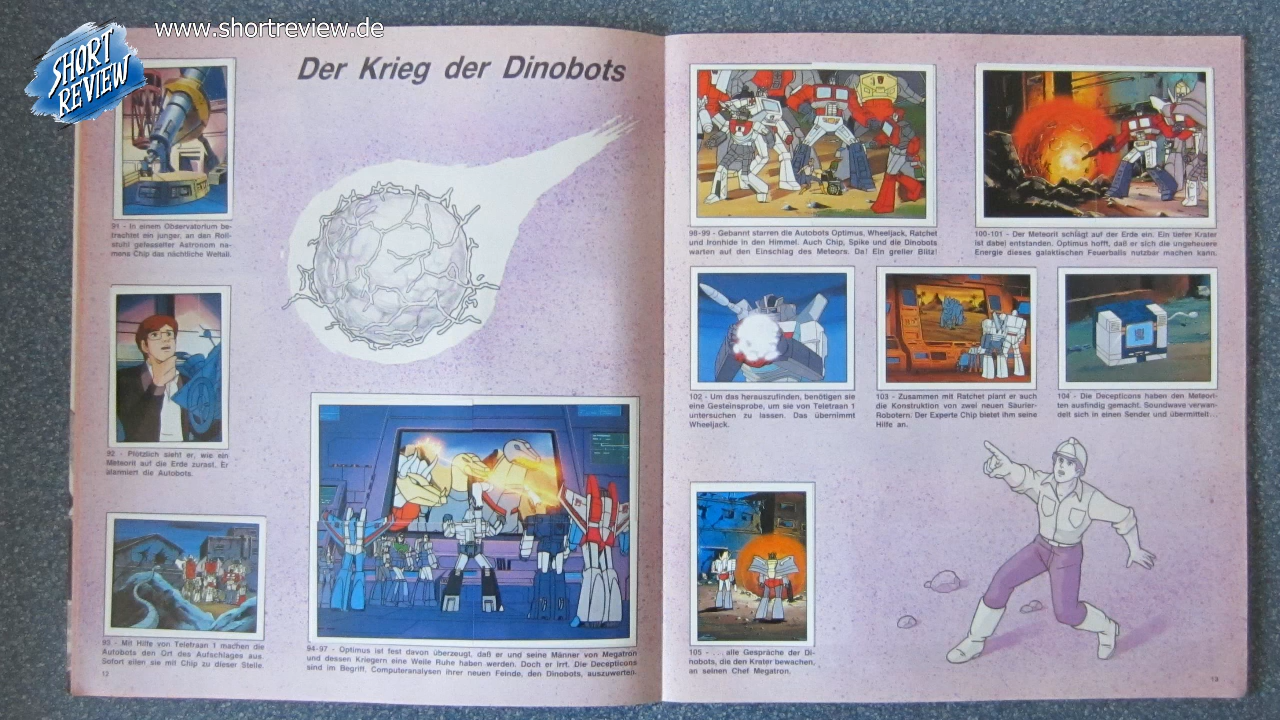 www.shortreview.de
SHORT
REVIEW
Der Krieg der Dinobots
91 - In einem Observatorium be-
trachtet ein junger, an den Roll-
stuhl gefesselter Astronom na-
mens Chip das nächtliche Weltall.
92 - Plötzlich sieht er, wie ein
Meteorit auf die Erde zurast. Er
alarmiert die Autobots.
93 - Mit Hilfe von Teletraan 1 machen die
Autobots den Ort des Aufschlages aus.
Sofort eilen sie mit Chip zu dieser Stelle.
12
94-97 - Optimus ist fest davon überzeugt, daß er und seine Männer von Megatron
und dessen Kriegern eine Weile Ruhe haben werden. Doch er irrt. Die Decepticons
sind im Begriff, Computeranalysen ihrer neuen Feinde, den Dinobots, auszuwerten.
98-99 - Gebannt starren die Autobots Optimus, Wheeljack, Ratchet
und Ironhide in den Himmel. Auch Chip, Spike und die Dinobots
warten auf den Einschlag des Meteors. Da! Ein greller Blitz!
100-101 - Der Meteorit schlägt auf der Erde ein. Ein tiefer Krater
ist dabei entstanden. Optimus hofft, daß er sich die ungeheuere
Energie dieses galaktischen Feuerballs nutzbar machen kann.
102 - Um das herauszufinden, benötigen sie
eine Gesteinsprobe, um sie von Teletraan 1
untersuchen zu lassen. Das übernimmt
Wheeljack.
103 - Zusammen mit Ratchet plant er auch
die Konstruktion von zwei neuen Saurier-
Robotern. Der Experte Chip bietet ihm seine
Hilfe an.
104 - Die Decepticons haben den Meteori-
ten ausfindig gemacht. Soundwave verwan-
delt sich in einen Sender und übermittelt...
105 - ... alle Gespräche der Di-
nobots, die den Krater bewachen,
an seinen Chef Megatron.
13